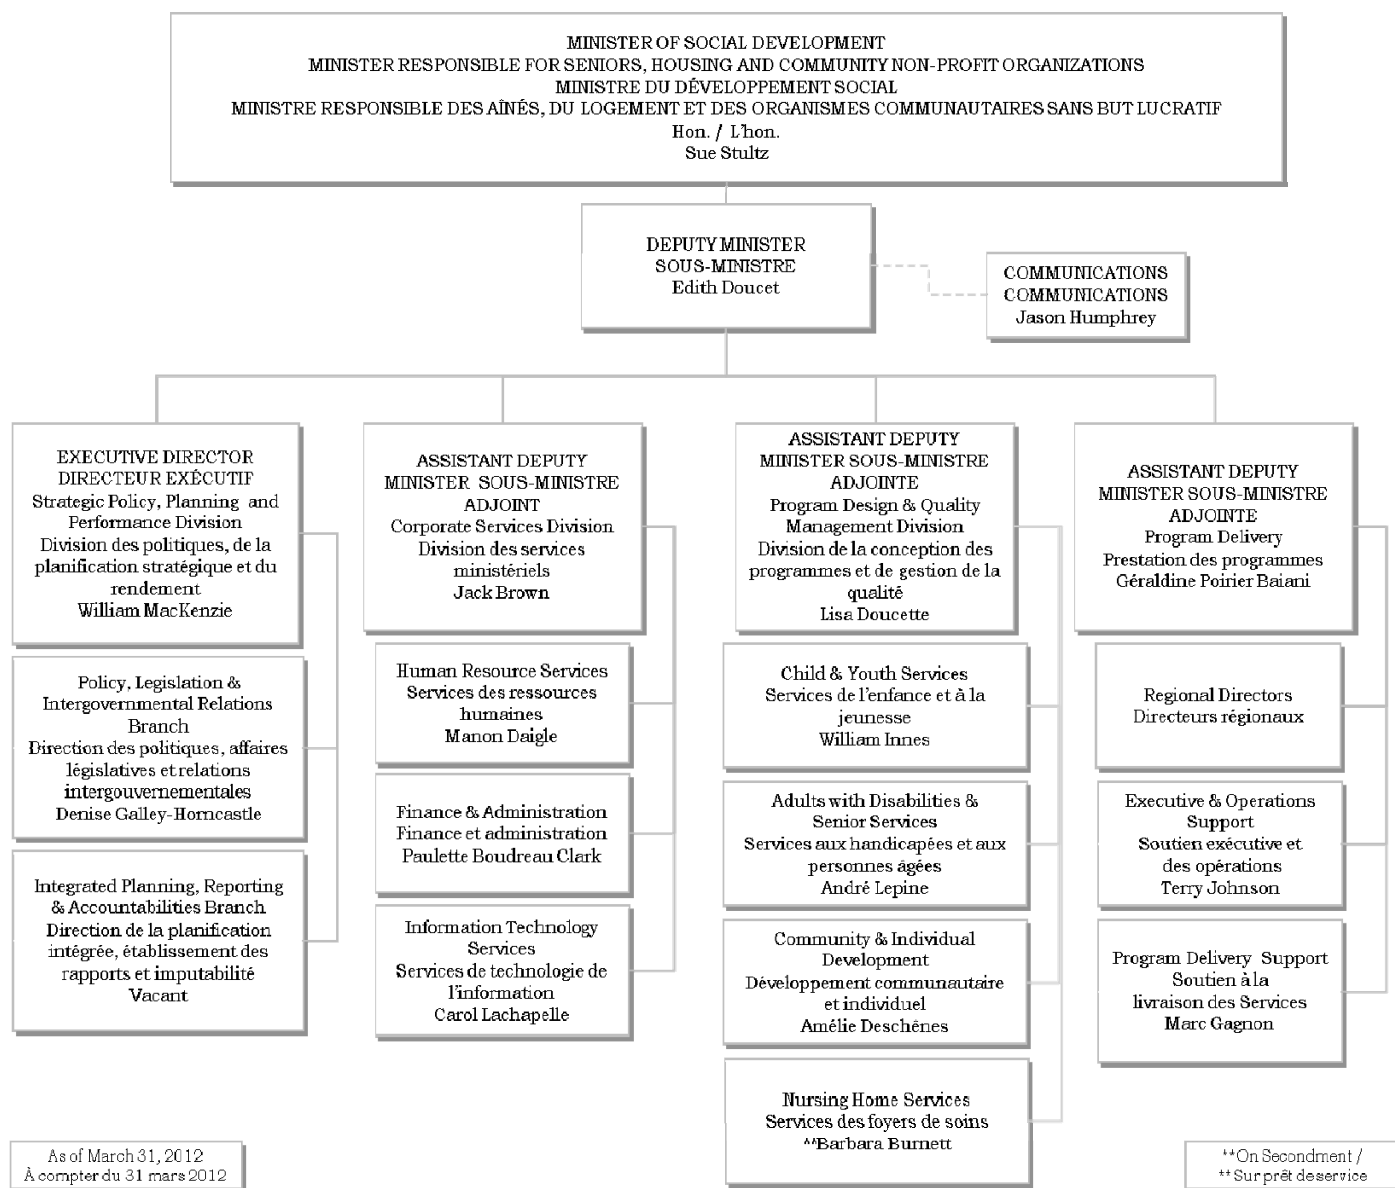 MINISTER OF SOCIAL DEVELOPMENT
MINISTER RESPONSIBLE FOR SENIORS, HOUSING AND COMMUNITY NON-PROFIT ORGANIZATIONS
MINISTRE DU DÉVELOPPEMENT SOCIAL
MINISTRE RESPONSIBLE DES AÎNÉS, DU LOGEMENT ET DES ORGANISMES COMMUNAUTAIRES SANS BUT LUCRATIF
Hon. / L'hon.
Sue Stultz
DEPUTY MINISTER
SOUS-MINISTRE
Edith Doucet
COMMUNICATIONS
COMMUNICATIONS
Jason Humphrey
EXECUTIVE DIRECTOR
DIRECTEUR EXÉCUTIF
Strategic Policy, Planning and
Performance Division
Division des politiques, de la
planification stratégique et du
rendement
William MacKenzie
Policy, Legislation &
Intergovernmental Relations
Branch
Direction des politiques, affaires
législatives et relations
intergouvernementales
Denise Galley-Horncastle
Integrated Planning, Reporting
& Accountabilities Branch
Direction de la planification
intégrée, établissement des
rapports et imputabilité
Vacant
ASSISTANT DEPUTY
MINISTER SOUS-MINISTRE
ADJOINT
Corporate Services Division
Division des services
ministériels
Jack Brown
Human Resource Services
Services des ressources
humaines
Manon Daigle
Finance & Administration
Finance et administration
Paulette Boudreau Clark
Information Technology
Services
Services de technologie de
l'information
Carol Lachapelle
ASSISTANT DEPUTY
MINISTER SOUS-MINISTRE
ADJOINTE
Program Design & Quality
Management Division
Division de la conception des
programmes et de gestion de la
qualité
Lisa Doucette
Child & Youth Services
Services de l'enfance et à la
jeunesse
William Innes
Adults with Disabilities &
Senior Services
Services aux handicapées et aux
personnes âgées
André Lepine
Community & Individual
Development
Développement communautaire
et individuel
Amélie Deschênes
Nursing Home Services
Services des foyers de soins
**Barbara Burnett
ASSISTANT DEPUTY
MINISTER SOUS-MINISTRE
ADJOINTE
Program Delivery
Prestation des programmes
Géraldine Poirier Baiani
Regional Directors
Directeurs régionaux
Executive & Operations
Support
Soutien exécutive et
des opérations
Terry Johnson
Program Delivery Support
Soutien à la
livraison des Services
Marc Gagnon
As of March 31, 2012
À compter du 31 mars 2012
**On Secondment /
**Sur prêt de service